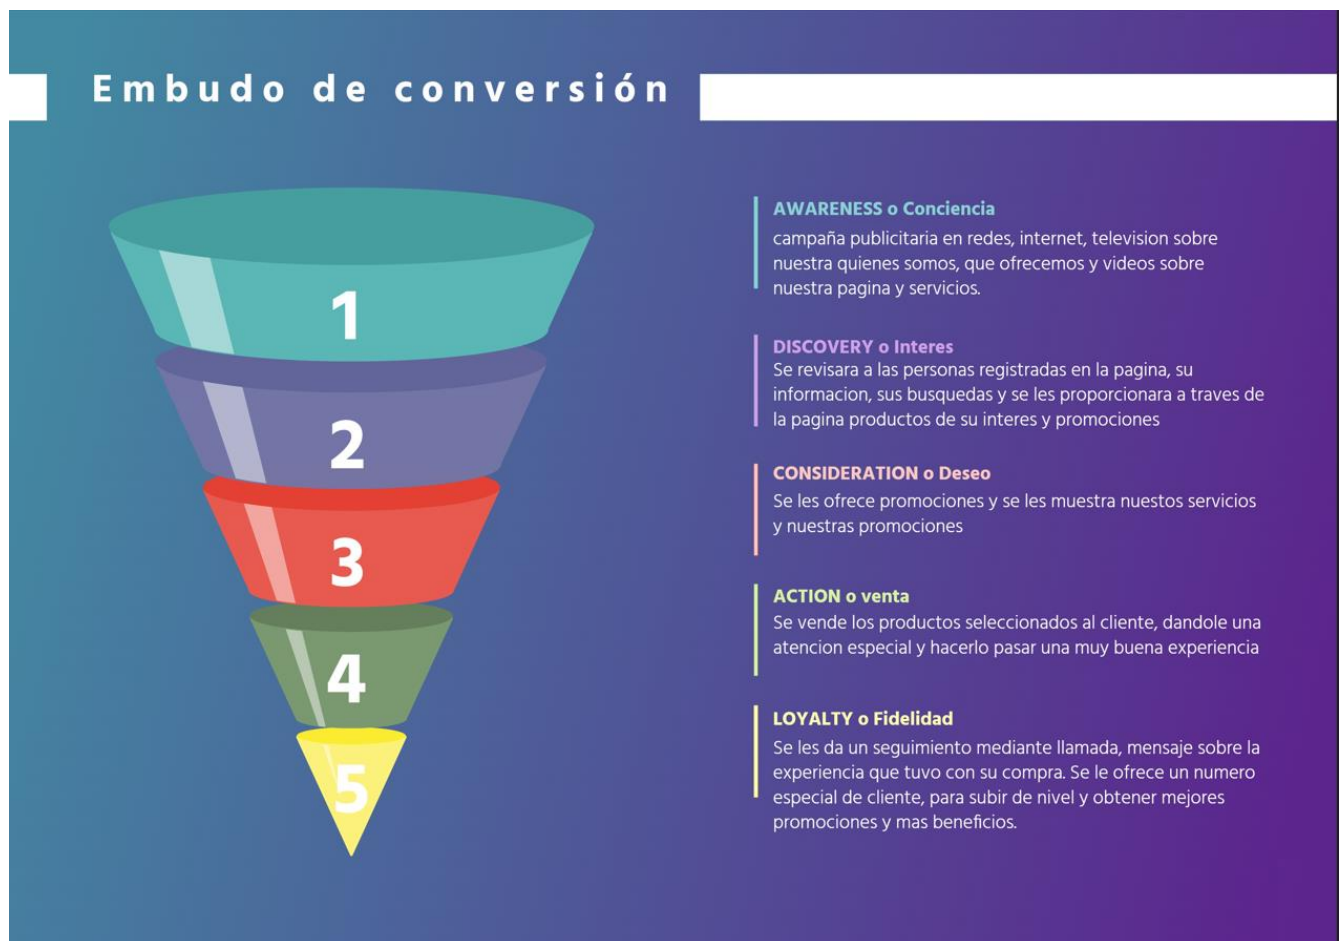 Embudo de conversión
1
2
3
4
5
AWARENESS o Conciencia
campaña publicitaria en redes, internet, television sobre
nuestra quienes somos, que ofrecemos y videos sobre
nuestra pagina y servicios.
DISCOVERY o Interes
Se revisara a las personas registradas en la pagina, su
informacion, sus busquedas y se les proporcionara a traves de
la pagina productos de su interes y promociones
CONSIDERATION o Deseo
Se les ofrece promociones y se les muestra nuestos servicios
y nuestras promociones
ACTION o venta
Se vende los productos seleccionados al cliente, dandole una
atencion especial y hacerlo pasar una muy buena experiencia
LOYALTY o Fidelidad
Se les da un seguimiento mediante llamada, mensaje sobre la
experiencia que tuvo con su compra. Se le ofrece un numero
especial de cliente, para subir de nivel y obtener mejores
promociones y mas beneficios.